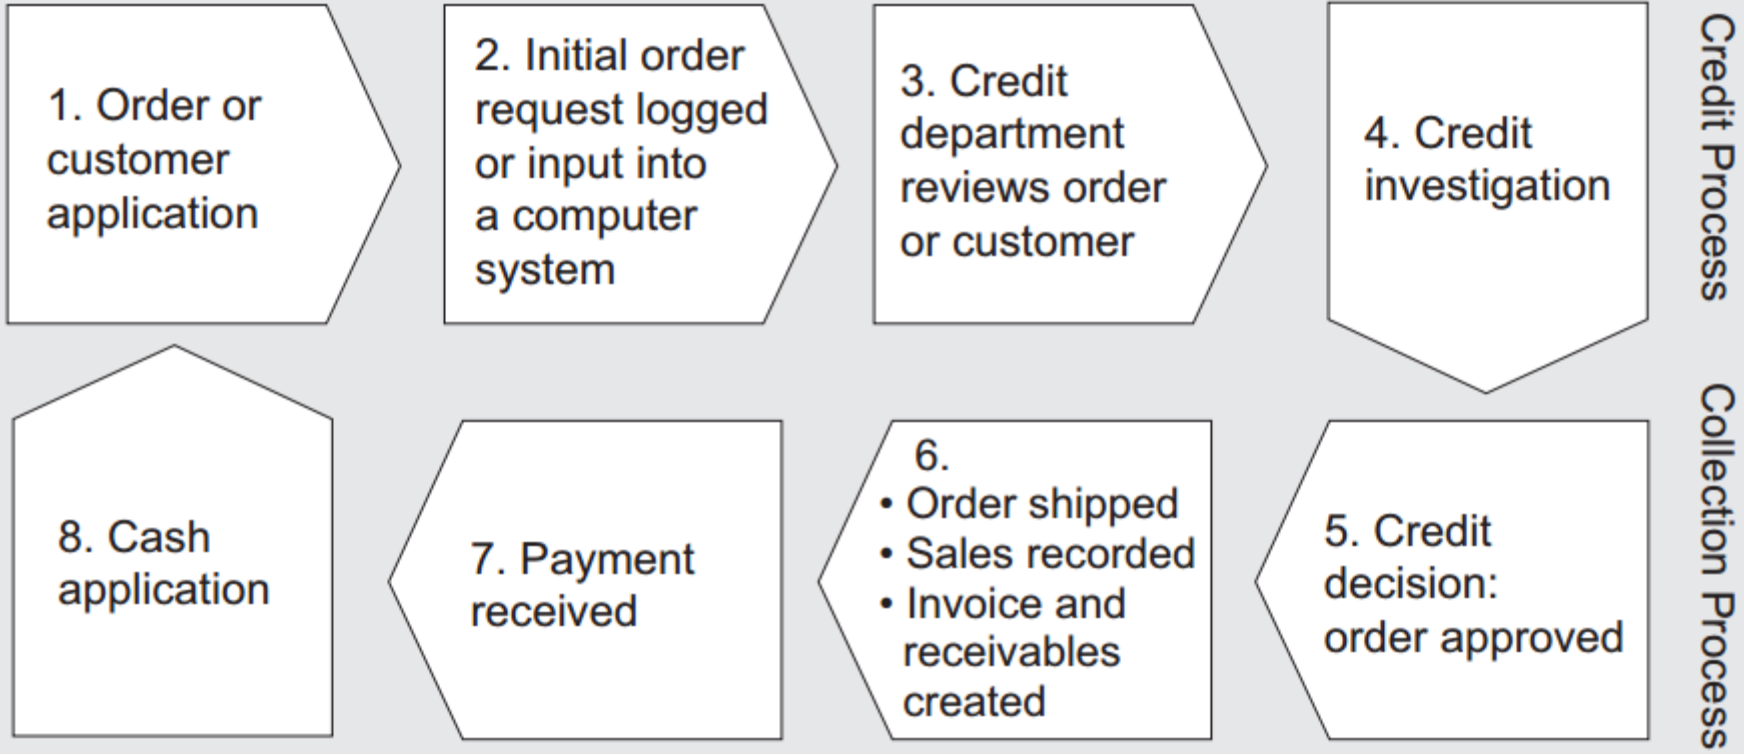 1. Order or
customer
application
2. Initial order
request logged
or input into
a computer
system
3. Credit
department
reviews order
or customer
4. Credit
investigation
Credit Process
5. Credit
decision:
order approved
6.
• Order shipped
• Sales recorded
• Invoice and
receivables
created
7. Payment
received
8. Cash
application
Collection Process